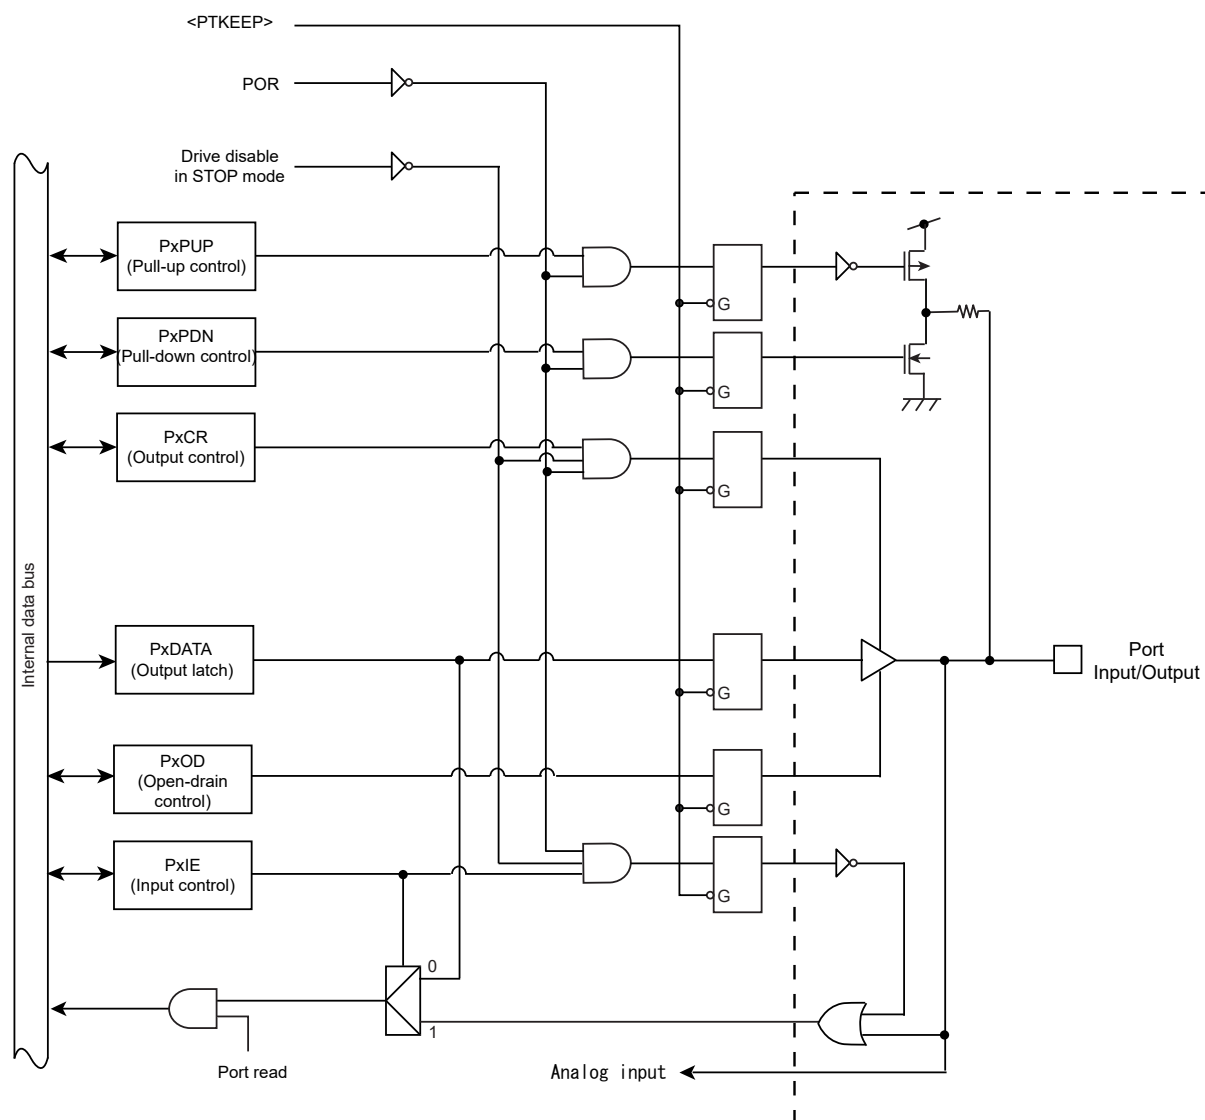 <PTKEEP>
POR
Drive disable
in STOP mode
PxPUP
(Pull-up control)
G
PxPDN
(Pull-down control)
G
PxCR
(Output control)
G
Internal data bus
PxDATA
(Output latch)
G
Port
Input/Output
PxOD
(Open-drain
control)
G
PxIE
(Input control)
G
0
1
Port read
Analog input